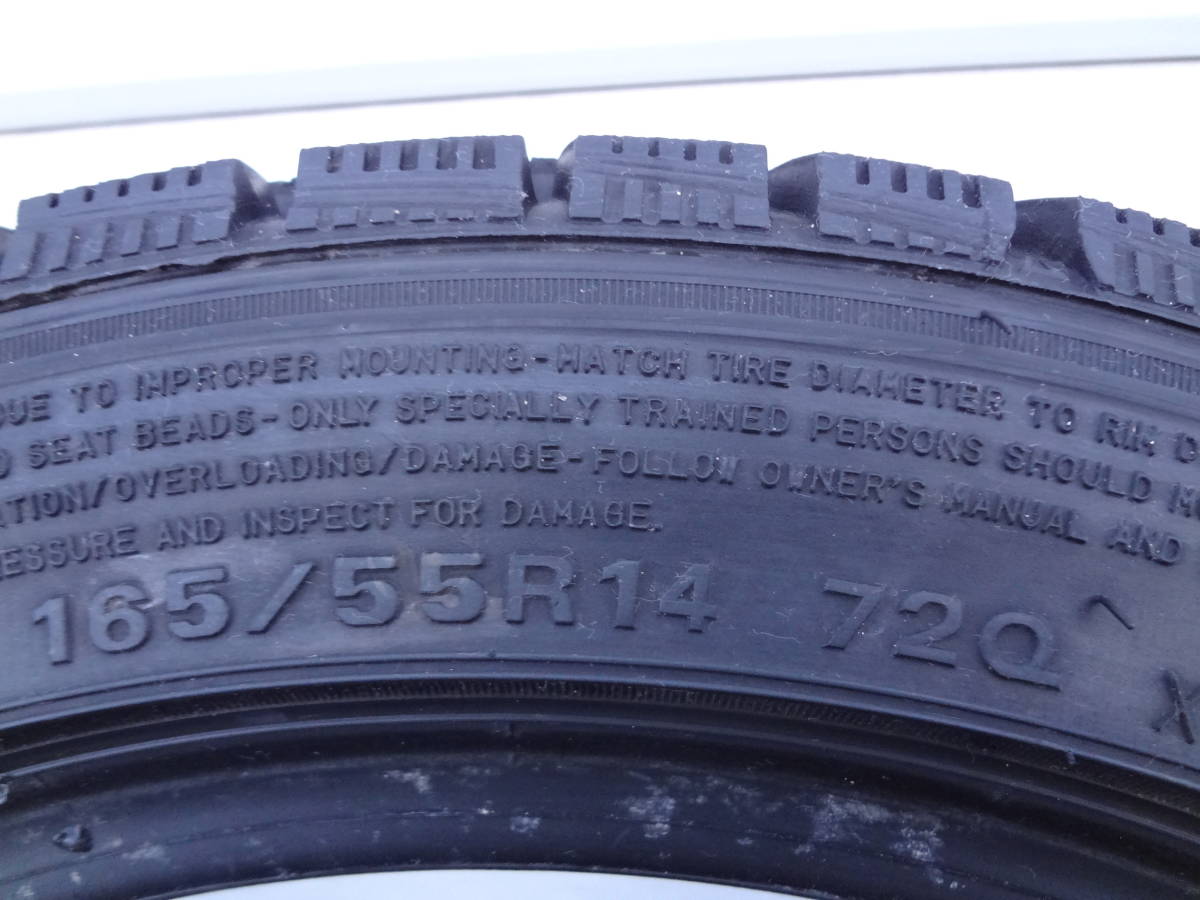 DUE TO IMPROPER MOUNTING-MATCH TIRE DIAMETER TO RIM D
SEAT BEADS-ONLY SPECIALLY TRAINED PERSONS SHOULD M
ATION/OVERLOADING/DAMAGE-FOLLOW OWNER'S MANUAL AND
RESSURE AND INSPECT FOR DAMAGE.
165/55R14 72Q